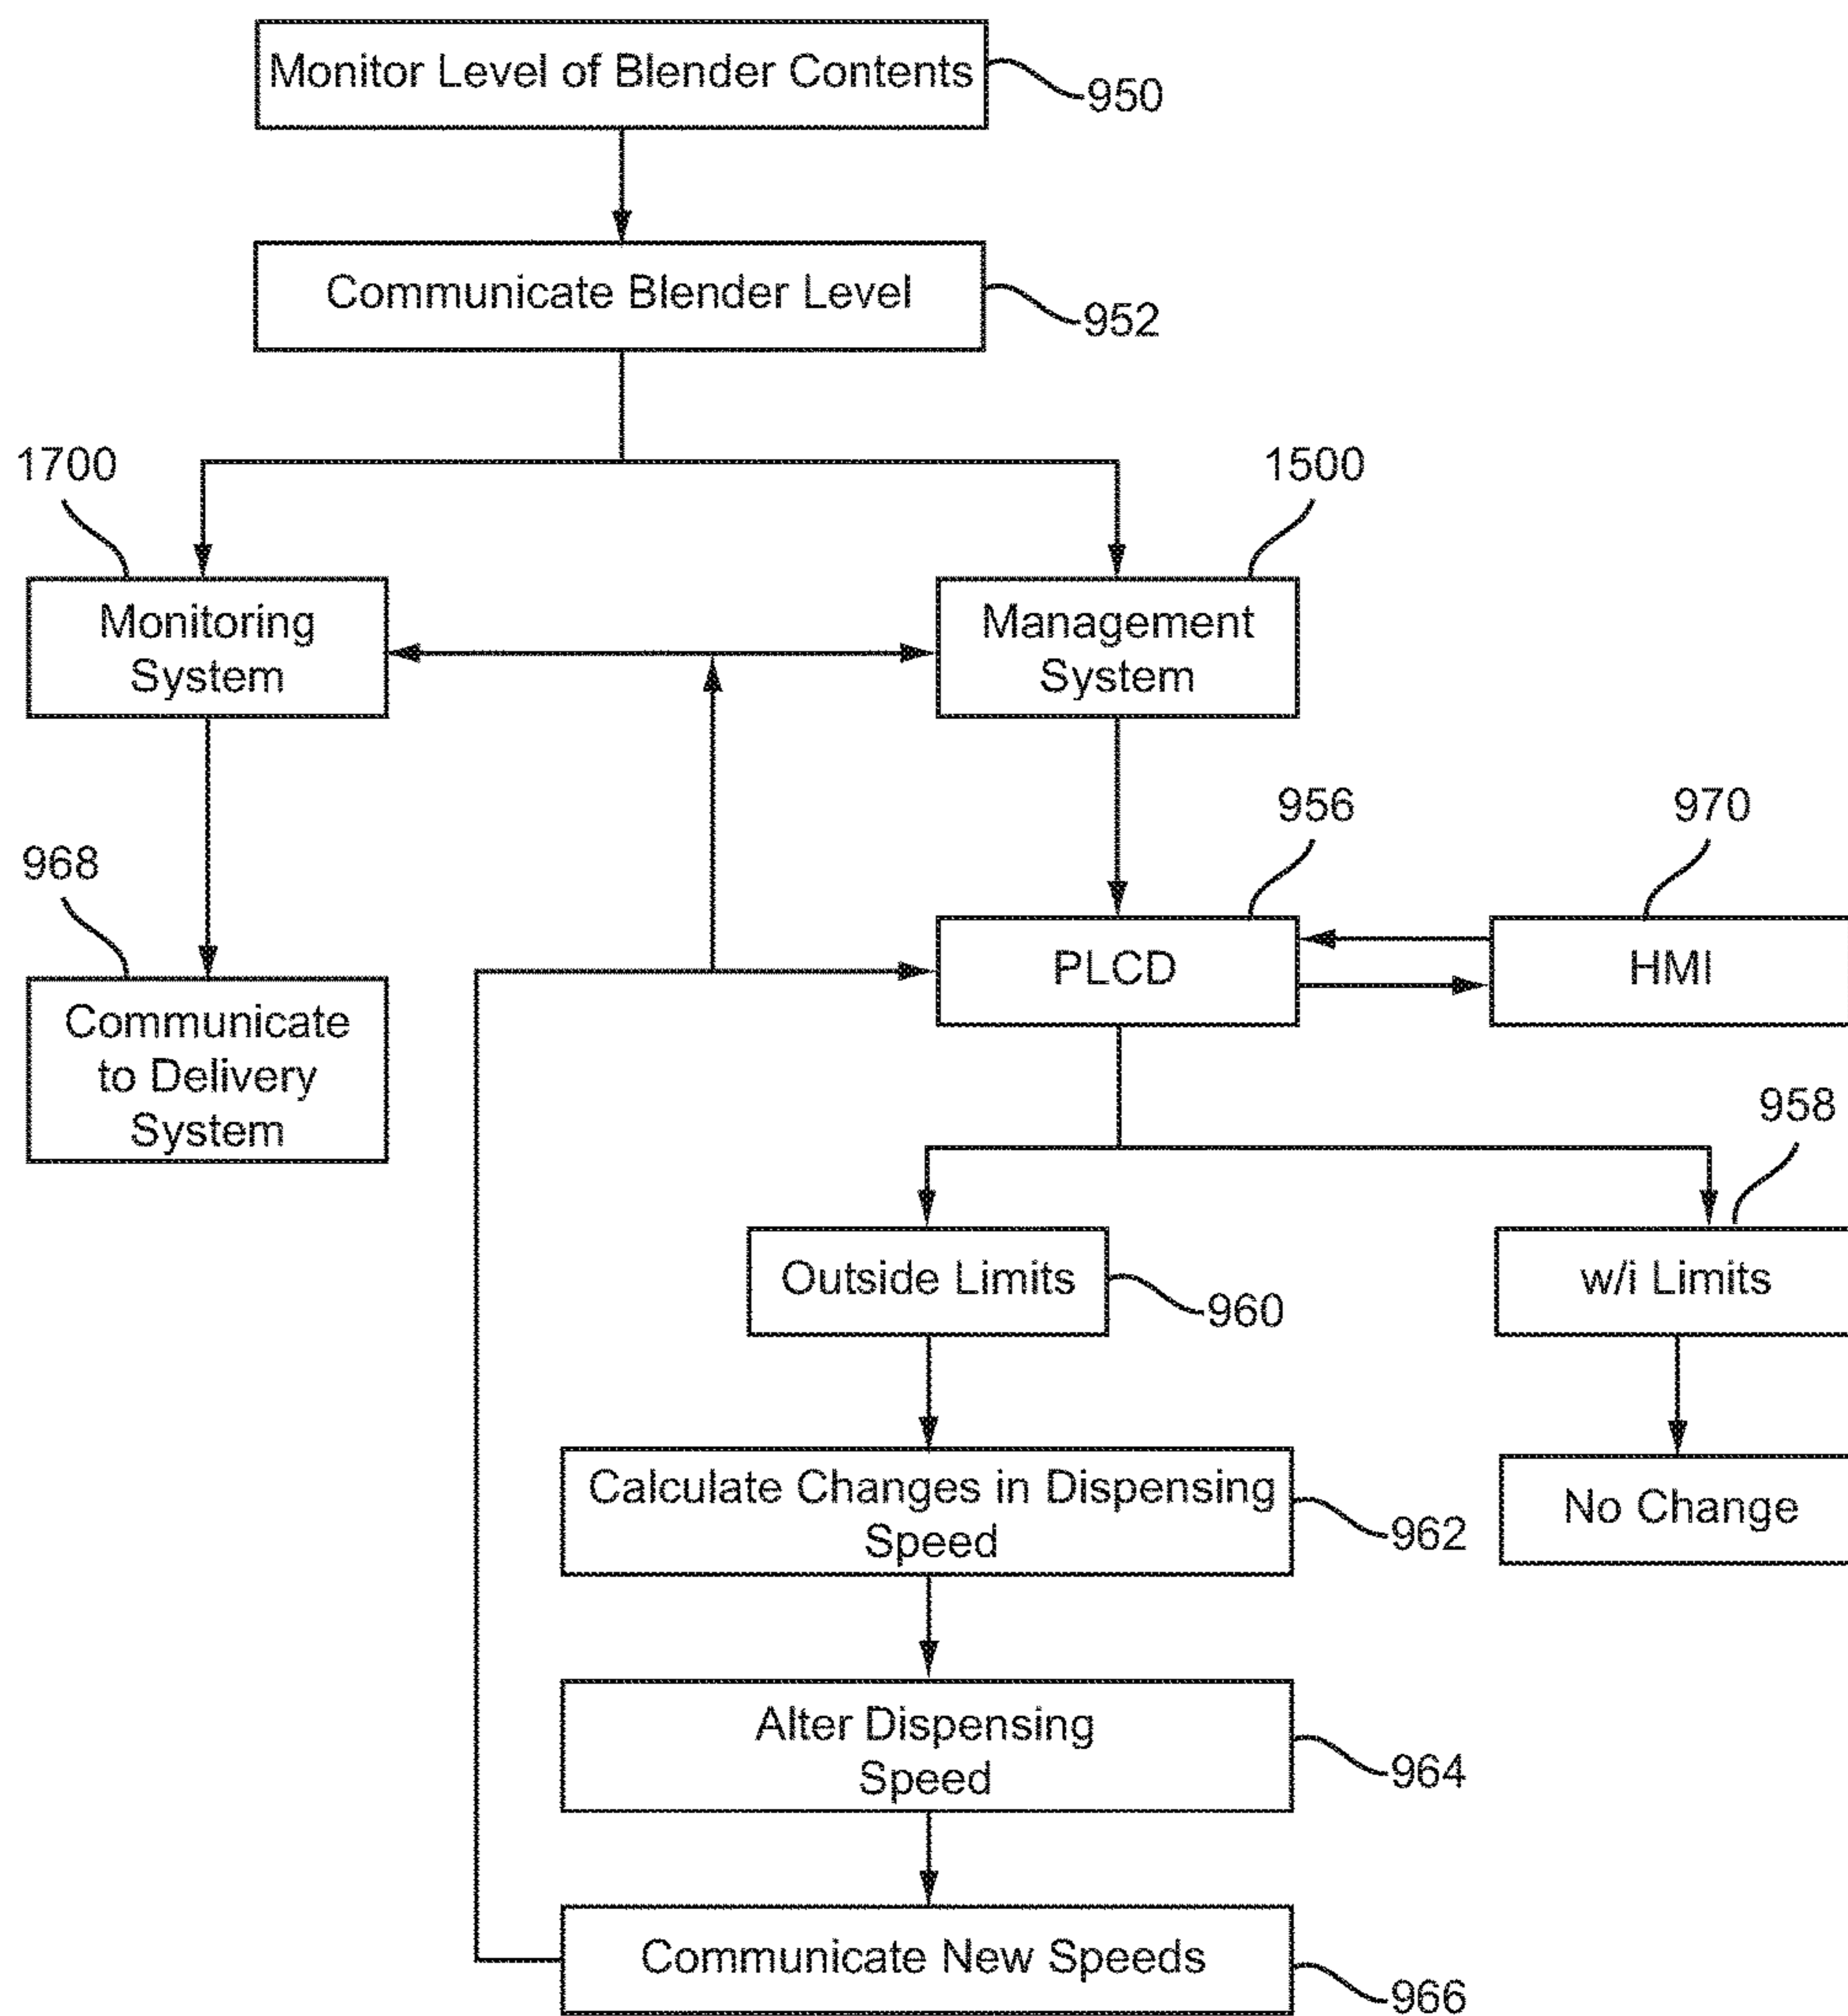 Monitor Level of Blender Contents
950
Communicate Blender Level
952
1700
1500
Monitoring
System
Management
System
956
970
968
PLCD
HMI
Communicate
to Delivery
System
958
Outside Limits
960
w/i Limits
Calculate Changes in Dispensing
Speed
962
No Change
Alter Dispensing
Speed
964
Communicate New Speeds
966